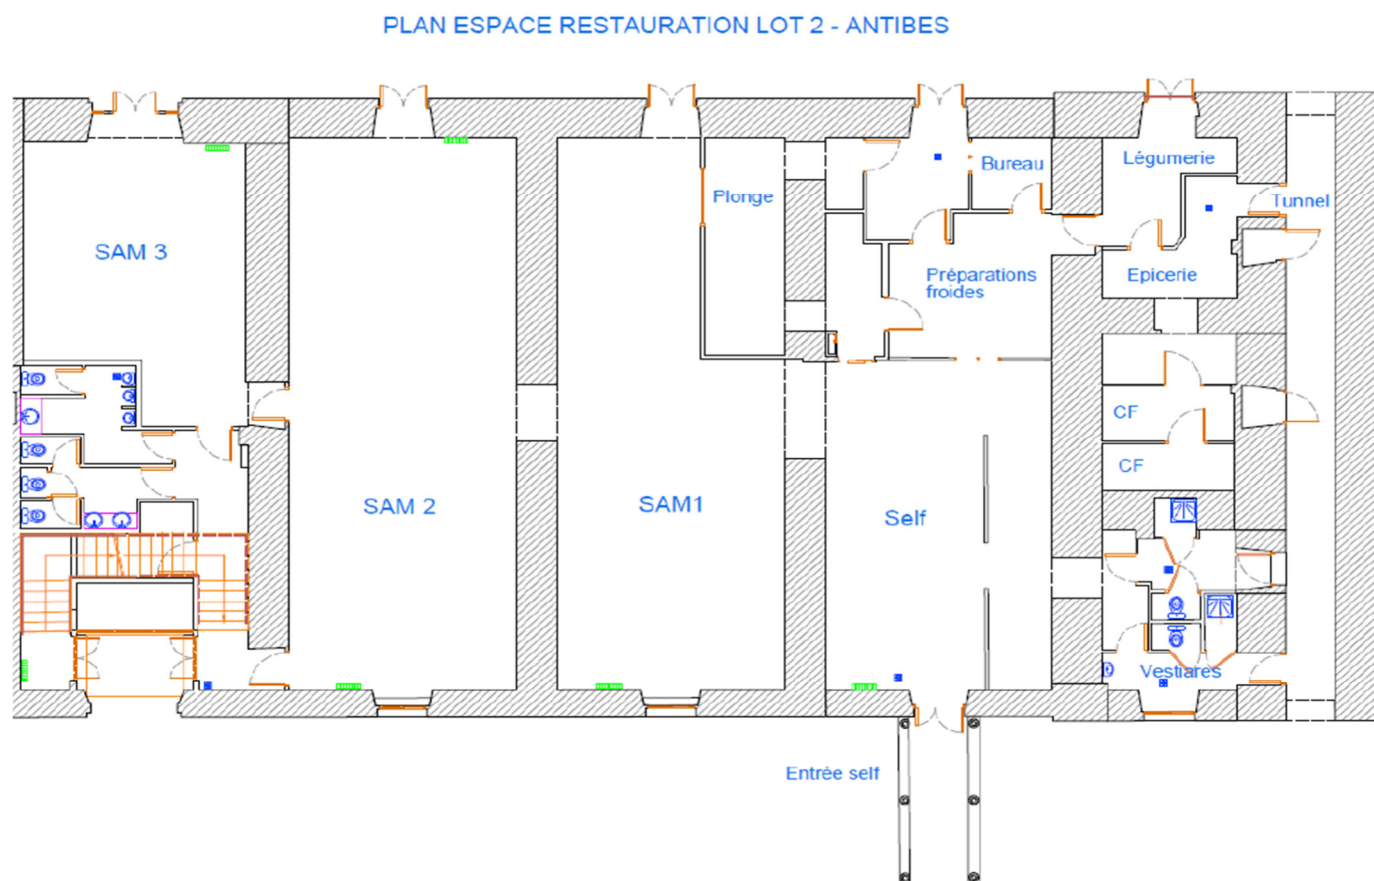 PLAN ESPACE RESTAURATION LOT 2 - ANTIBES
Légumerie
Bureau
Plonge
Tunnel
SAM 3
Epicerie
Préparations
froides
CF
CF
SAM 2
SAM1
Self
Vestiares
Entrée self